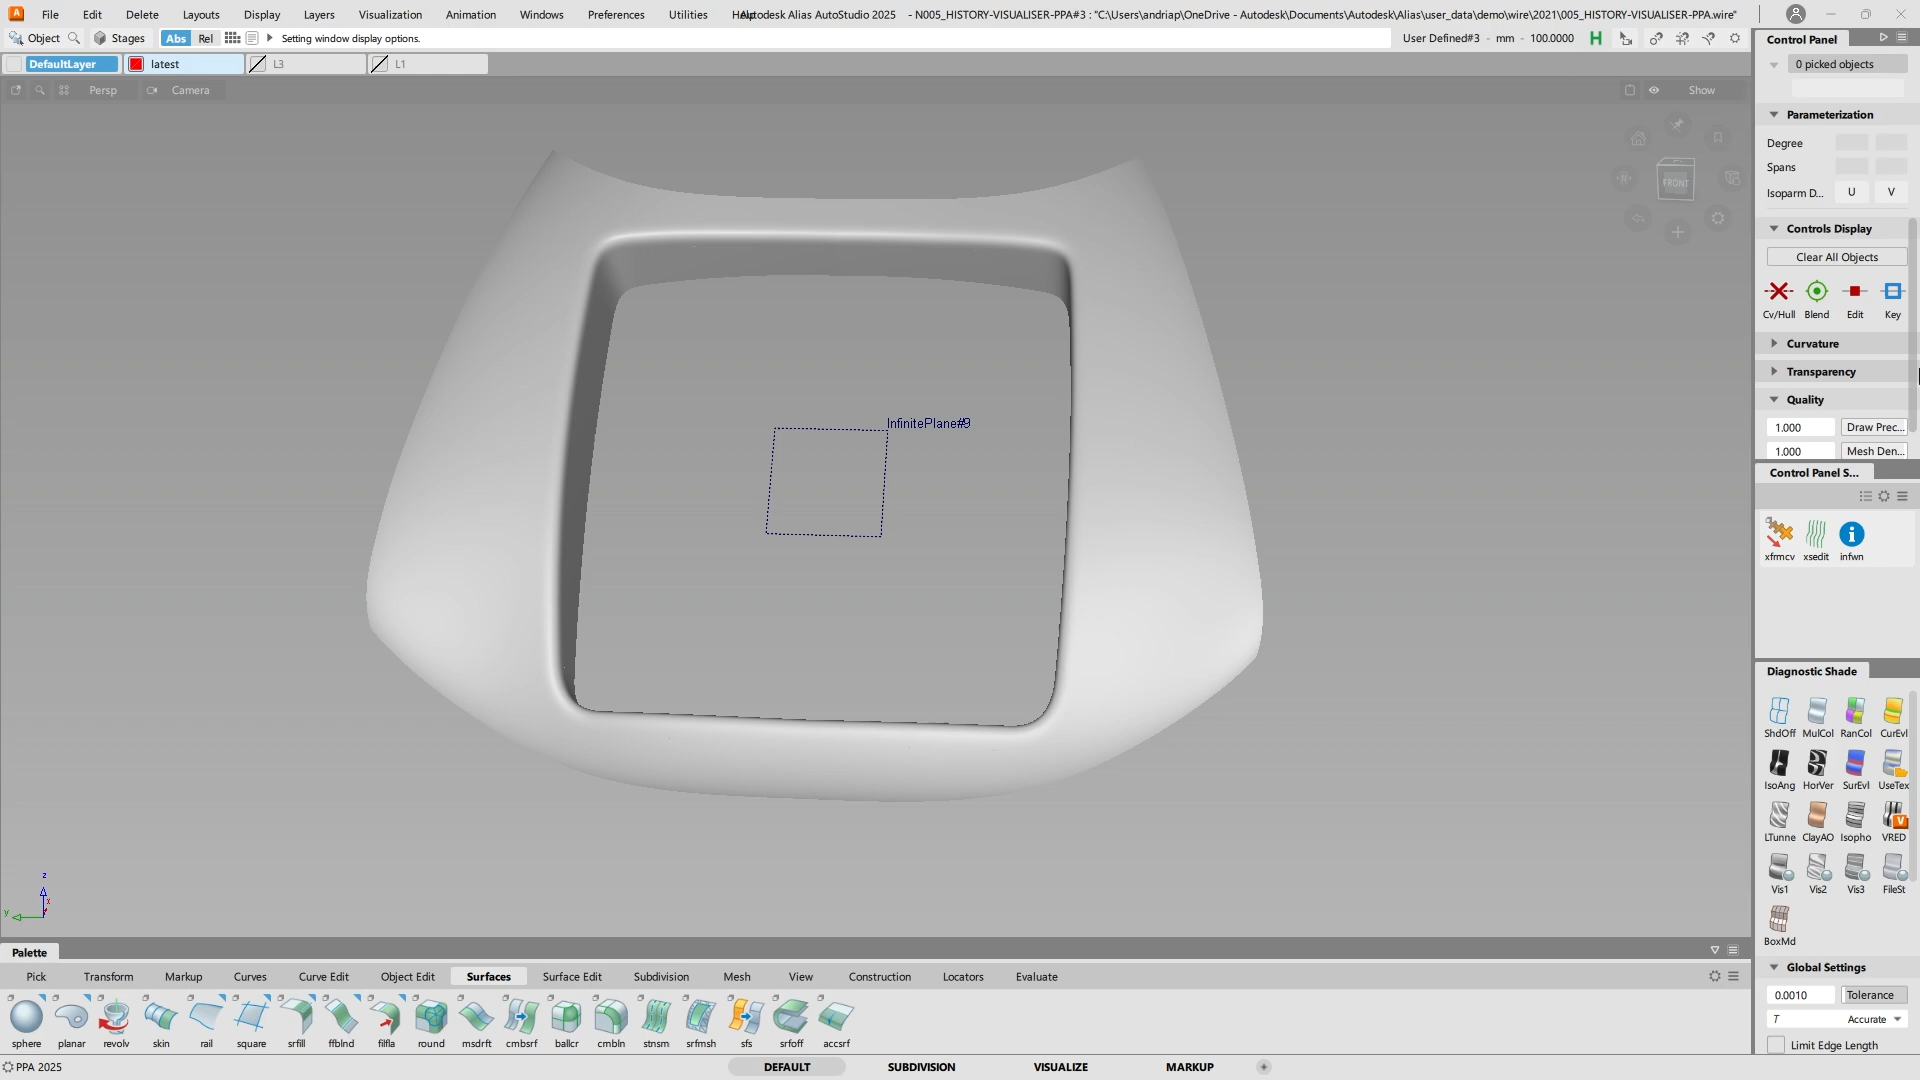 File Edit Delete Layouts Display Layers Visualization Animation Windows Preferences Utilities Autodesk Alias AutoStudio 2025 - N005_HISTORY-VISUALISER-PPA#3 : "C:\Users\andriap\OneDrive - Autodesk\Documents\Autodesk\Alias\user_data\demo\wire\2021\005_HISTORY-VISUALISER-PPA.wire"
Object Stages Abs Rel Setting window display options. User Defined#3 - mm - 100.0000 H
DefaultLayer latest L3 L1
Persp Camera Show
FRONT
InfinitePlane#9
z
x
y
Control Panel
0 picked objects
Parameterization
Degree
Spans
Isoparm D... U V
Controls Display
Clear All Objects
Cv/Hull Blend Edit Key
Curvature
Transparency
Quality
1.000 Draw Prec...
1.000 Mesh Den...
Control Panel S...
xfrmcv xsedit infwn
Diagnostic Shade
ShdOff MulCol RanCol CurEvl
IsoAng HorVer SurEvl UseTex
LTunne ClayAO Isopho VRED
Vis1 Vis2 Vis3 FileSt
BoxMd
Global Settings
0.0010 Tolerance
T Accurate
Limit Edge Length
Palette
Pick Transform Markup Curves Curve Edit Object Edit Surfaces Surface Edit Subdivision Mesh View Construction Locators Evaluate
sphere planar revolv skin rail square srfill ffblnd filfla round msdrft cmbsrf ballcr cmbln stnsm srfmsh sfs srfoff accsrf
PPA 2025 DEFAULT SUBDIVISION VISUALIZE MARKUP